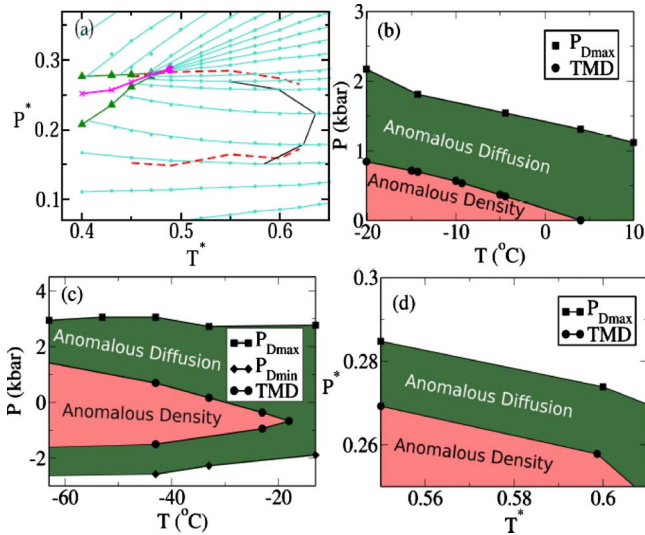 (a)
0.3
P*
0.2
0.1
0.4
0.5
0.6
T*
(b)
P_Dmax
TMD
P (kbar)
2
1
0
Anomalous Diffusion
Anomalous Density
-20
-10
0
10
T (°C)
(c)
P (kbar)
4
2
0
-2
P_Dmax
P_Dmin
TMD
Anomalous Diffusion
Anomalous Density
-60
-40
-20
T (°C)
(d)
P*
0.3
0.28
0.26
P_Dmax
TMD
Anomalous Diffusion
Anomalous Density
0.56
0.58
0.6
T*